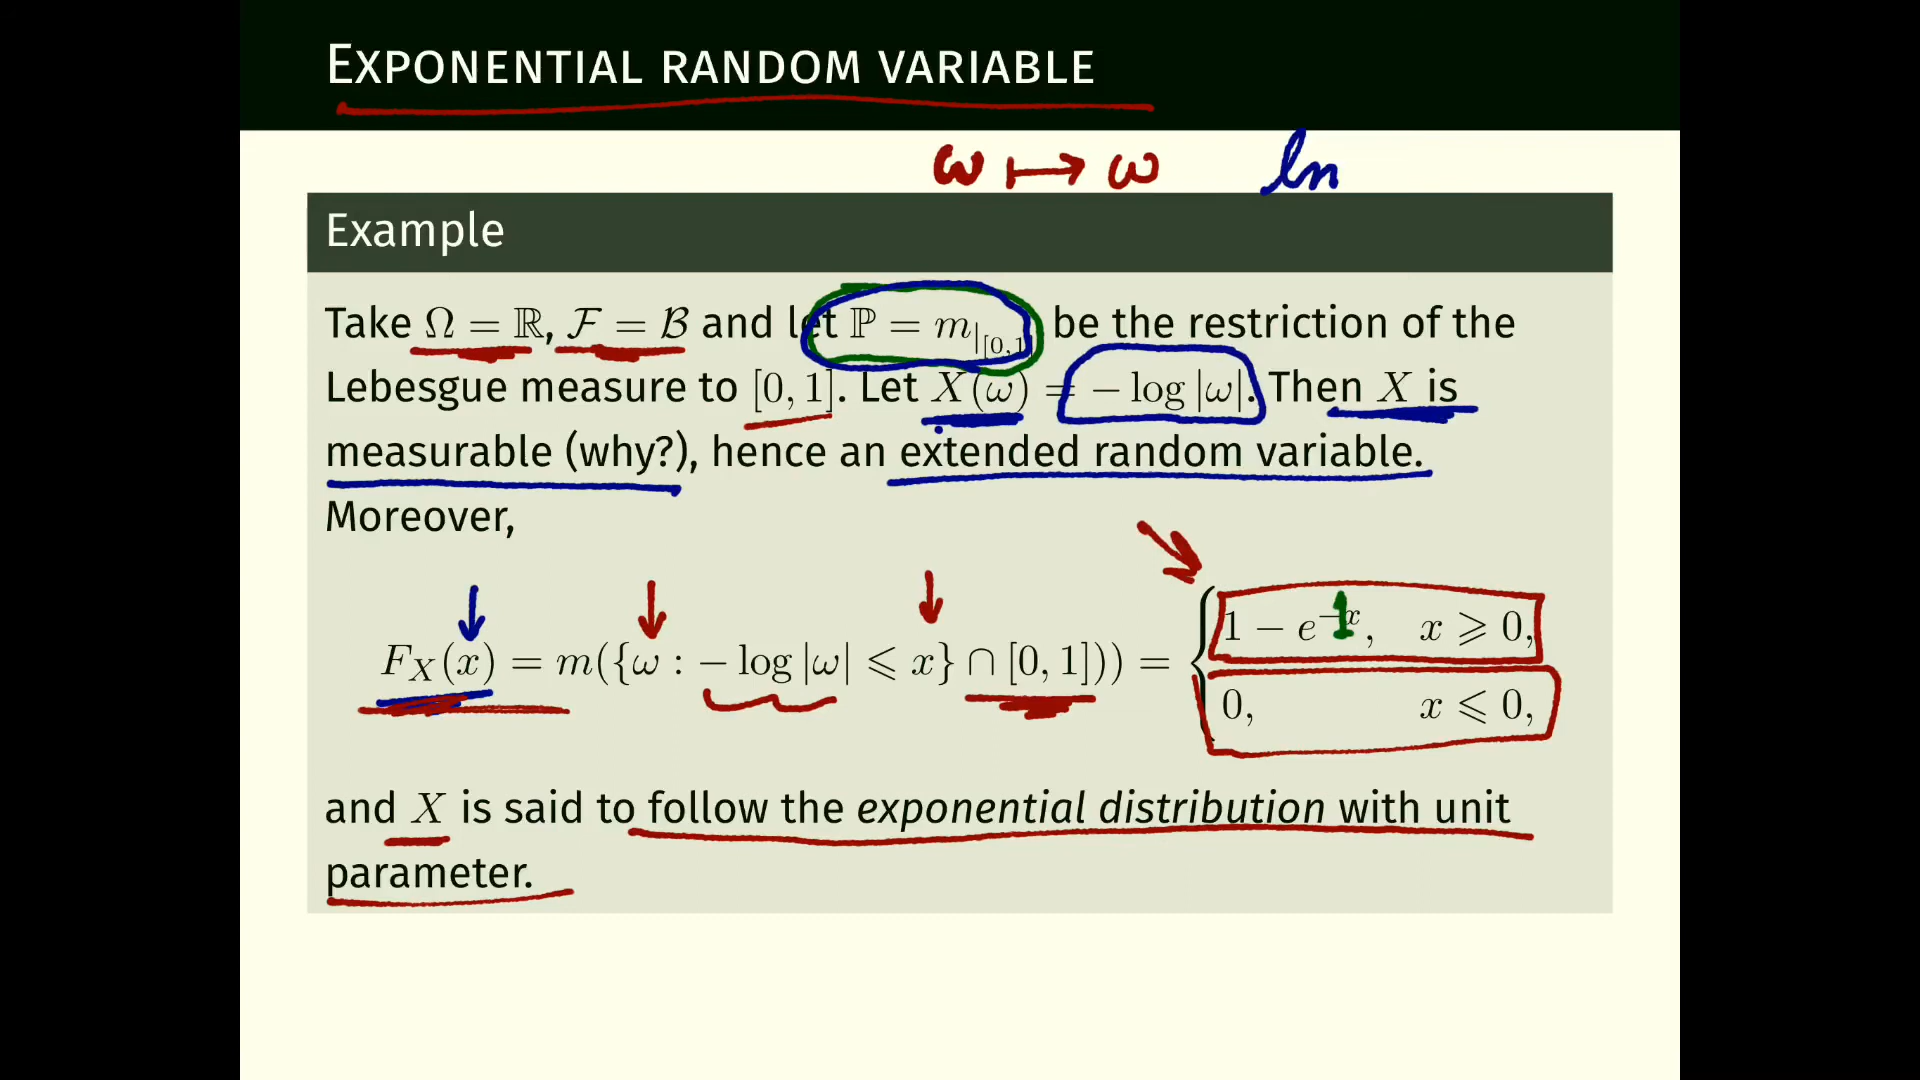 EXPONENTIAL RANDOM VARIABLE
ω ↦ ω ln
Example
Take Ω = ℝ, ℱ = ℬ and let ℙ = m|[0,1] be the restriction of the
Lebesgue measure to [0, 1]. Let X(ω) = − log |ω|. Then X is
measurable (why?), hence an extended random variable.
Moreover,
F_X(x) = m({ω : − log |ω| ⩽ x} ∩ [0, 1])) = { 1 − e^{−x}, x ⩾ 0,
0, x ⩽ 0,
and X is said to follow the exponential distribution with unit
parameter.